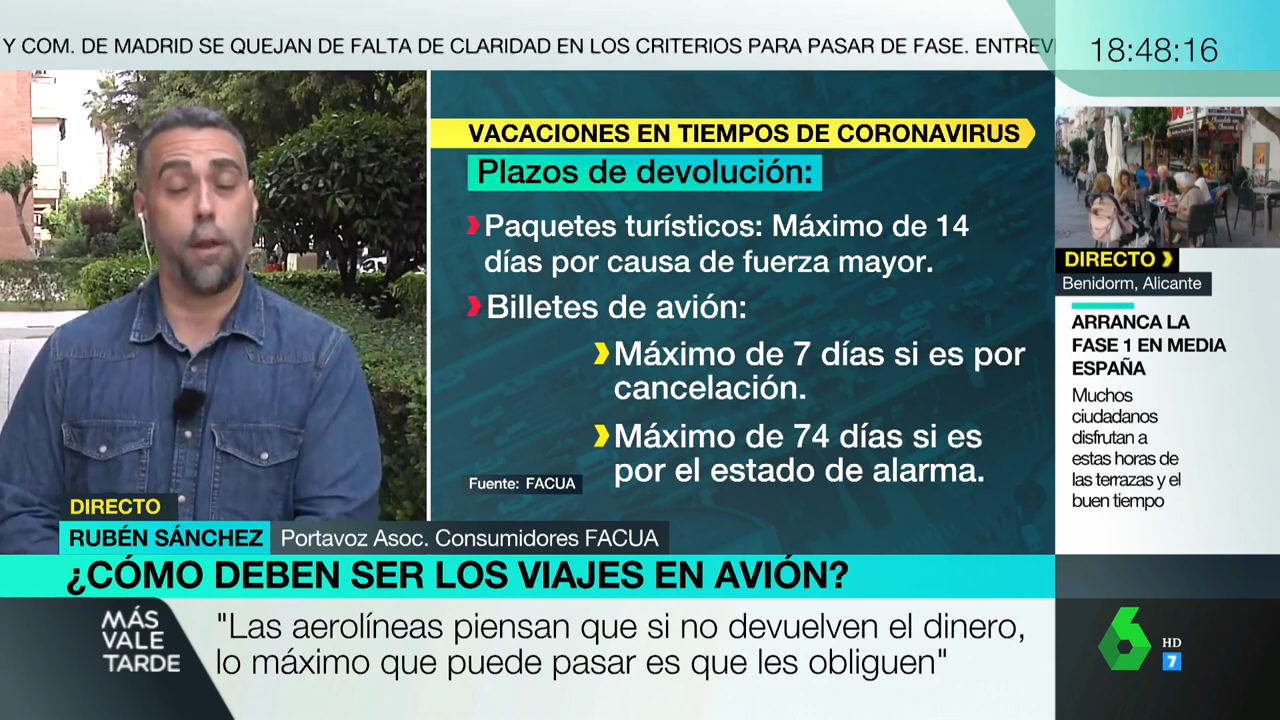 Y COM. DE MADRID SE QUEJAN DE FALTA DE CLARIDAD EN LOS CRITERIOS PARA PASAR DE FASE. ENTREV
18:48:16
VACACIONES EN TIEMPOS DE CORONAVIRUS
Plazos de devolución:
Paquetes turísticos: Máximo de 14
días por causa de fuerza mayor.
Billetes de avión:
Máximo de 7 días si es por
cancelación.
Máximo de 74 días si es
por el estado de alarma.
Fuente: FACUA
DIRECTO
Benidorm, Alicante
ARRANCA LA
FASE 1 EN MEDIA
ESPAÑA
Muchos
ciudadanos
disfrutan a
estas horas de
las terrazas y el
buen tiempo
DIRECTO
RUBÉN SÁNCHEZ Portavoz Asoc. Consumidores FACUA
¿CÓMO DEBEN SER LOS VIAJES EN AVIÓN?
MÁS
VALE
TARDE
"Las aerolíneas piensan que si no devuelven el dinero,
lo máximo que puede pasar es que les obliguen"
HD
7